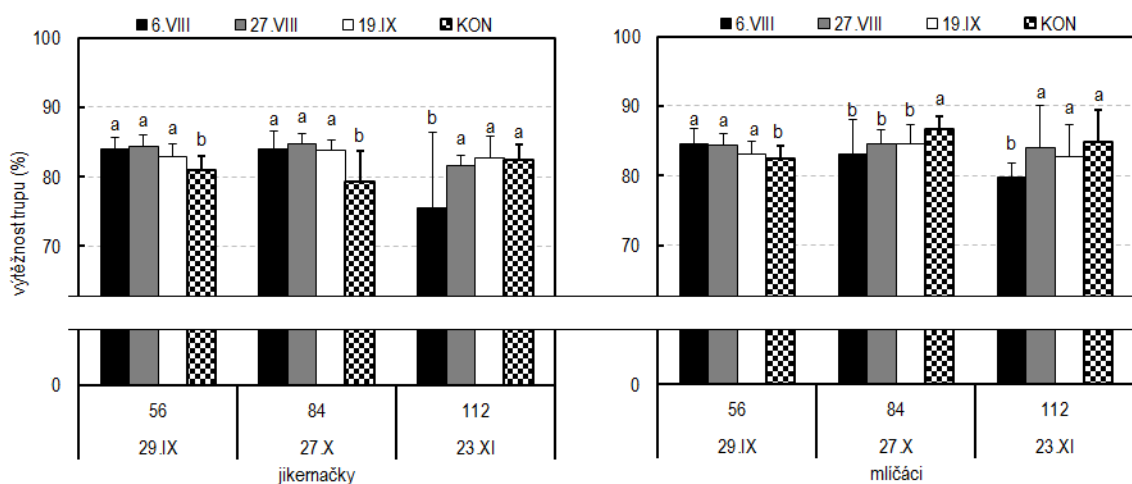 6.VIII 27.VIII 19.IX KON
100
90
80
70
0
výtěžnost trupu (%)
a a a b
a a a b
b a a a
56 84 112
29.IX 27.X 23.XI
jikernačky
6.VIII 27.VIII 19.IX KON
100
90
80
70
0
a a a b
b b b a
b a a a
56 84 112
29.IX 27.X 23.XI
mlíčáci